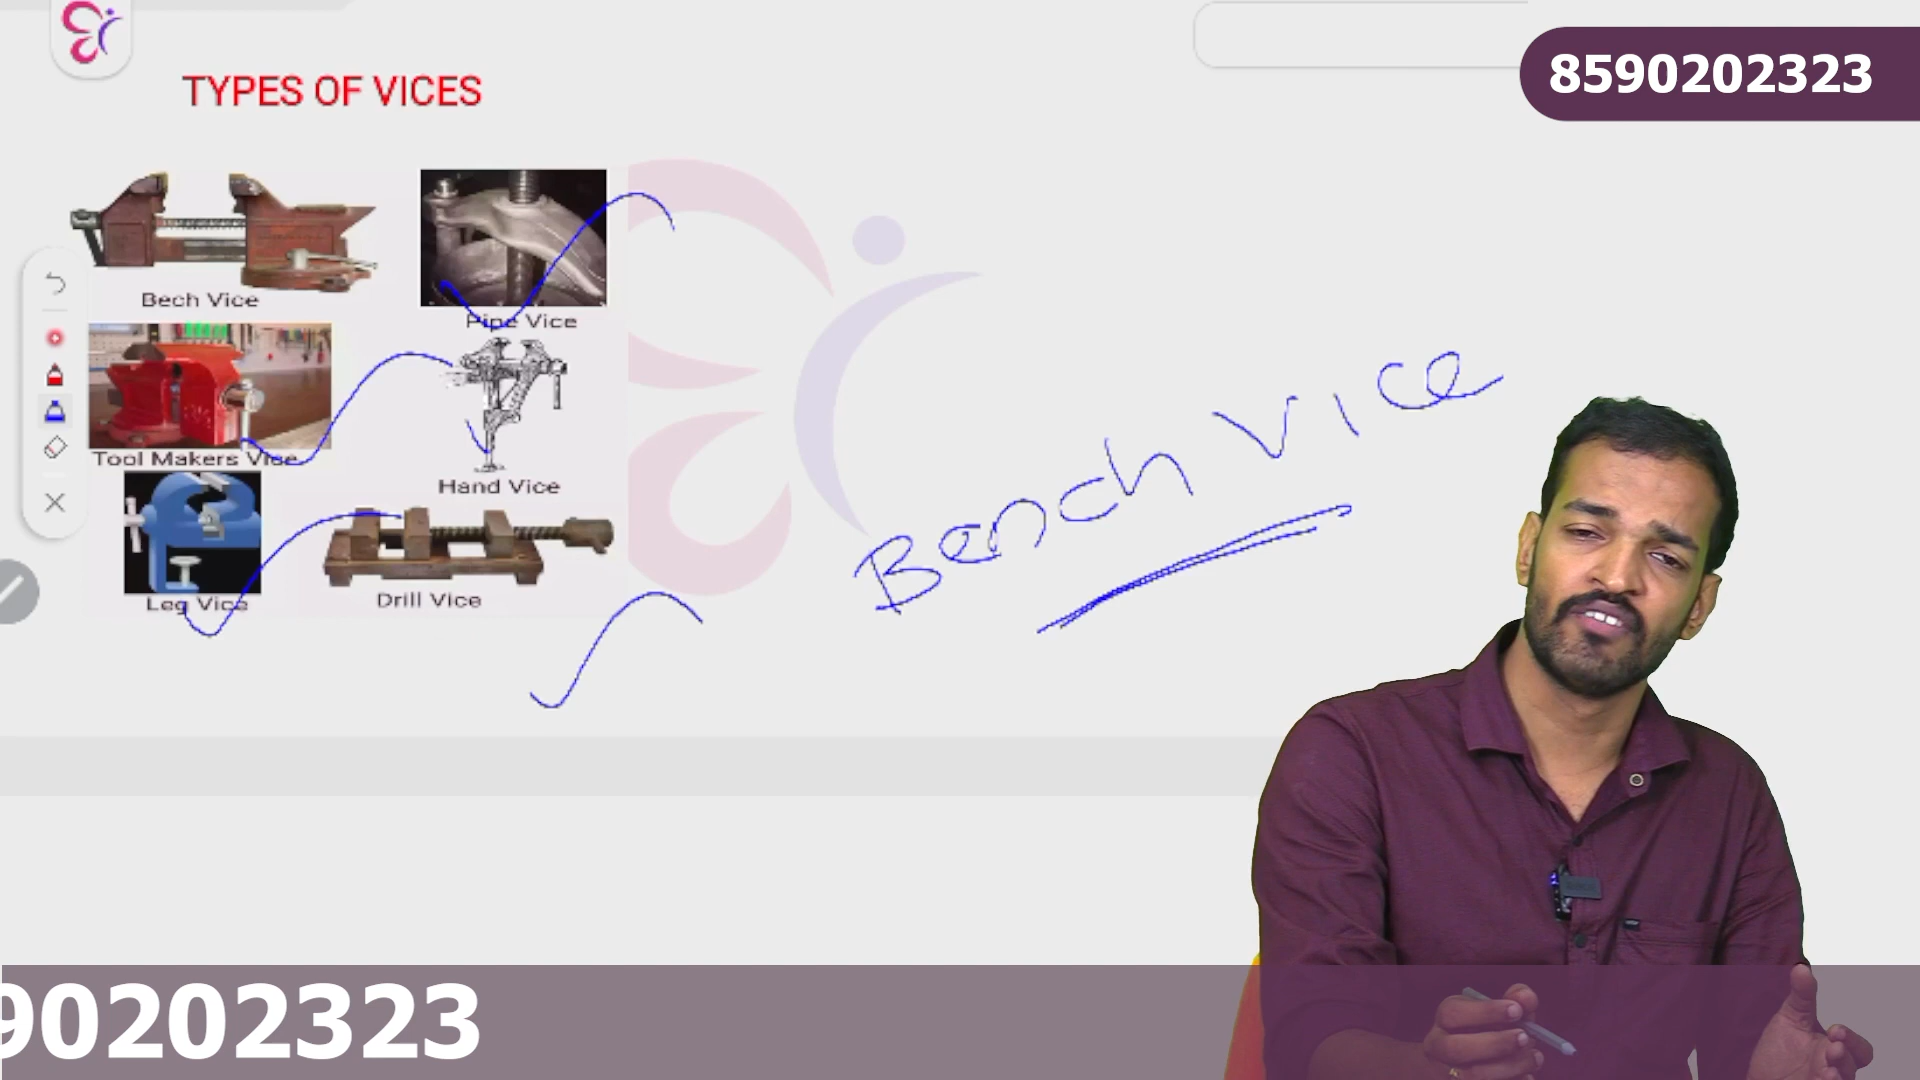 8590202323
TYPES OF VICES
Bech Vice
Pipe Vice
Tool Makers Vise
Hand Vice
Leg Vice
Drill Vice
Bench Vice
90202323